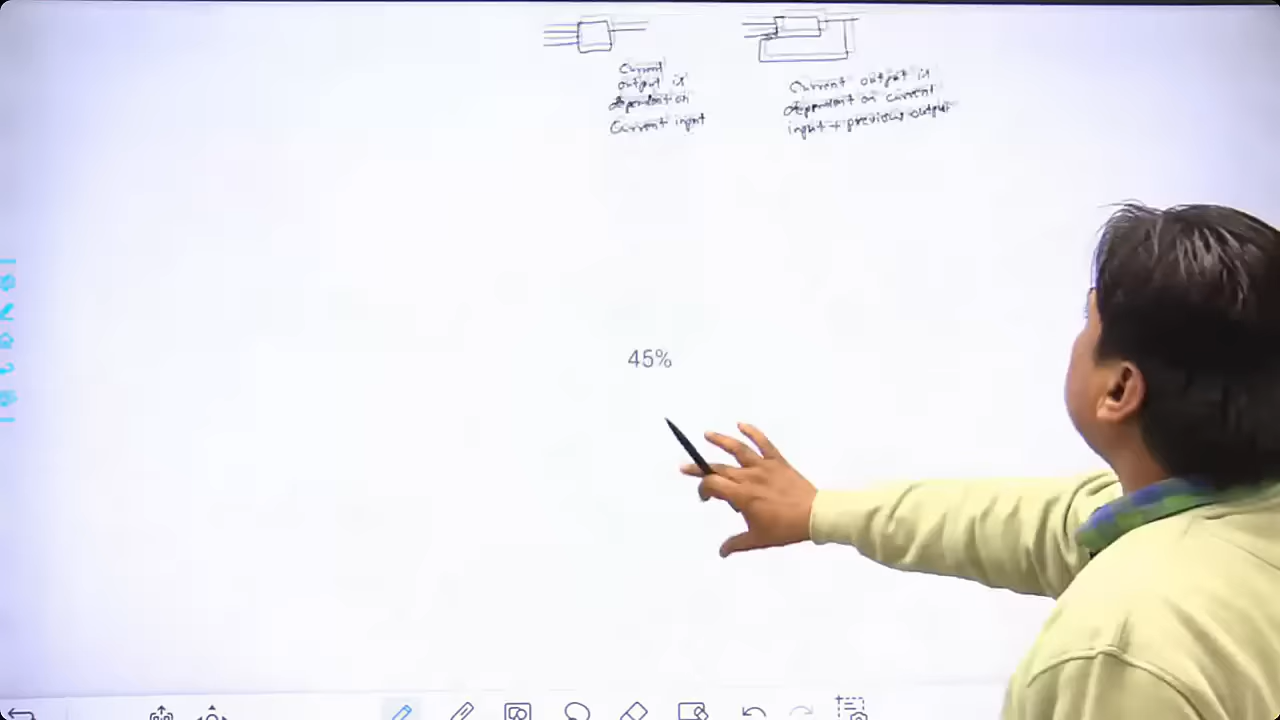 Current
output is
dependent on
Current input
Current output is
dependent on current
input + previous output
45%